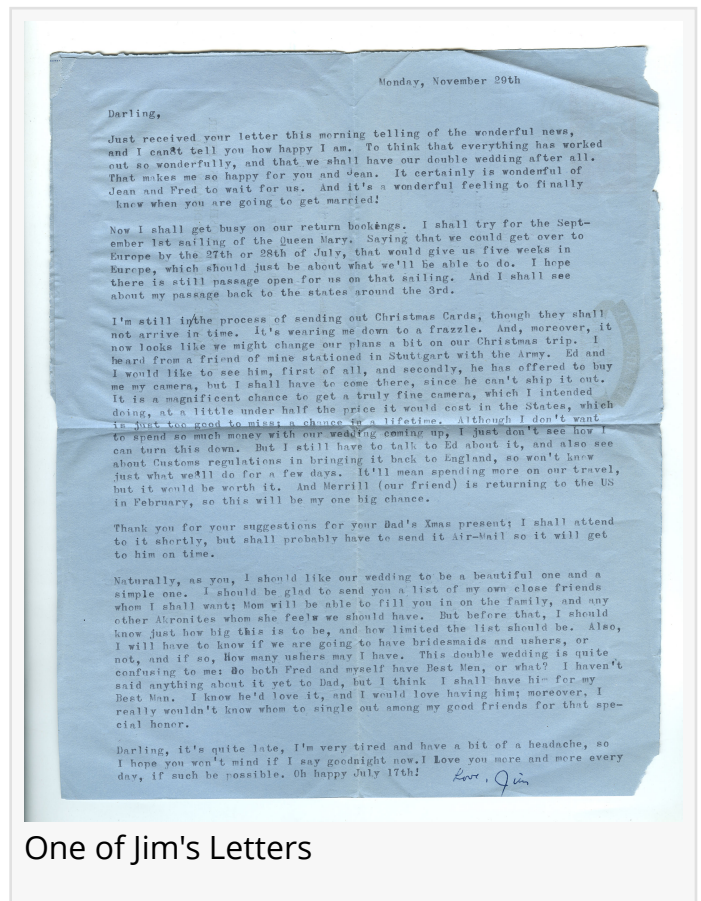 Monday, November 29th
Darling,
Just received your letter this morning telling of the wonderful news,
and I can't tell you how happy I am. To think that everything has worked
out so wonderfully, and that we shall have our double wedding after all.
That makes me so happy for you and Jean. It certainly is wonderful of
Jean and Fred to wait for us. And it's a wonderful feeling to finally
know when you are going to get married!
Now I shall get busy on our return bookings. I shall try for the Sept-
ember 1st sailing of the Queen Mary. Saying that we could get over to
Europe by the 27th or 28th of July, that would give us five weeks in
Europe, which should just be about what we'll be able to do. I hope
there is still passage open for us on that sailing. And I shall see
about my passage back to the states around the 3rd.
I'm still in/the process of sending out Christmas Cards, though they shall
not arrive in time. It's wearing me down to a frazzle. And, moreover, it
now looks like we might change our plans a bit on our Christmas trip. I
heard from a friend of mine stationed in Stuttgart with the Army. Ed and
I would like to see him, first of all, and secondly, he has offered to buy
me my camera, but I shall have to come there, since he can't ship it out.
It is a magnificent chance to get a truly fine camera, which I intended
doing, at a little under half the price it would cost in the States, which
is just too good to miss; a chance in a lifetime. Although I don't want
to spend so much money with our wedding coming up, I just don't see how I
can turn this down. But I still have to talk to Ed about it, and also see
about Customs regulations in bringing it back to England, so won't know
just what we'll do for a few days. It'll mean spending more on our travel,
but it would be worth it. And Merrill (our friend) is returning to the US
in February, so this will be my one big chance.
Thank you for your suggestions for your Dad's Xmas present; I shall attend
to it shortly, but shall probably have to send it Air-Mail so it will get
to him on time.
Naturally, as you, I should like our wedding to be a beautiful one and a
simple one. I should be glad to send you a list of my own close friends
whom I shall want; Mom will be able to fill you in on the family, and any
other Akronites whom she feels we should have. But before that, I should
know just how big this is to be, and how limited the list should be. Also,
I will have to know if we are going to have bridesmaids and ushers, or
not, and if so, How many ushers may I have. This double wedding is quite
confusing to me: Do both Fred and myself have Best Men, or what? I haven't
said anything about it yet to Dad, but I think I shall have him for my
Best Man. I know he'd love it, and I would love having him; moreover, I
really wouldn't know whom to single out among my good friends for that spe-
cial honor.
Darling, it's quite late, I'm very tired and have a bit of a headache, so
I hope you won't mind if I say goodnight now.I Love you more and more every
day, if such be possible. Oh happy July 17th! Love, Jim
One of Jim's Letters